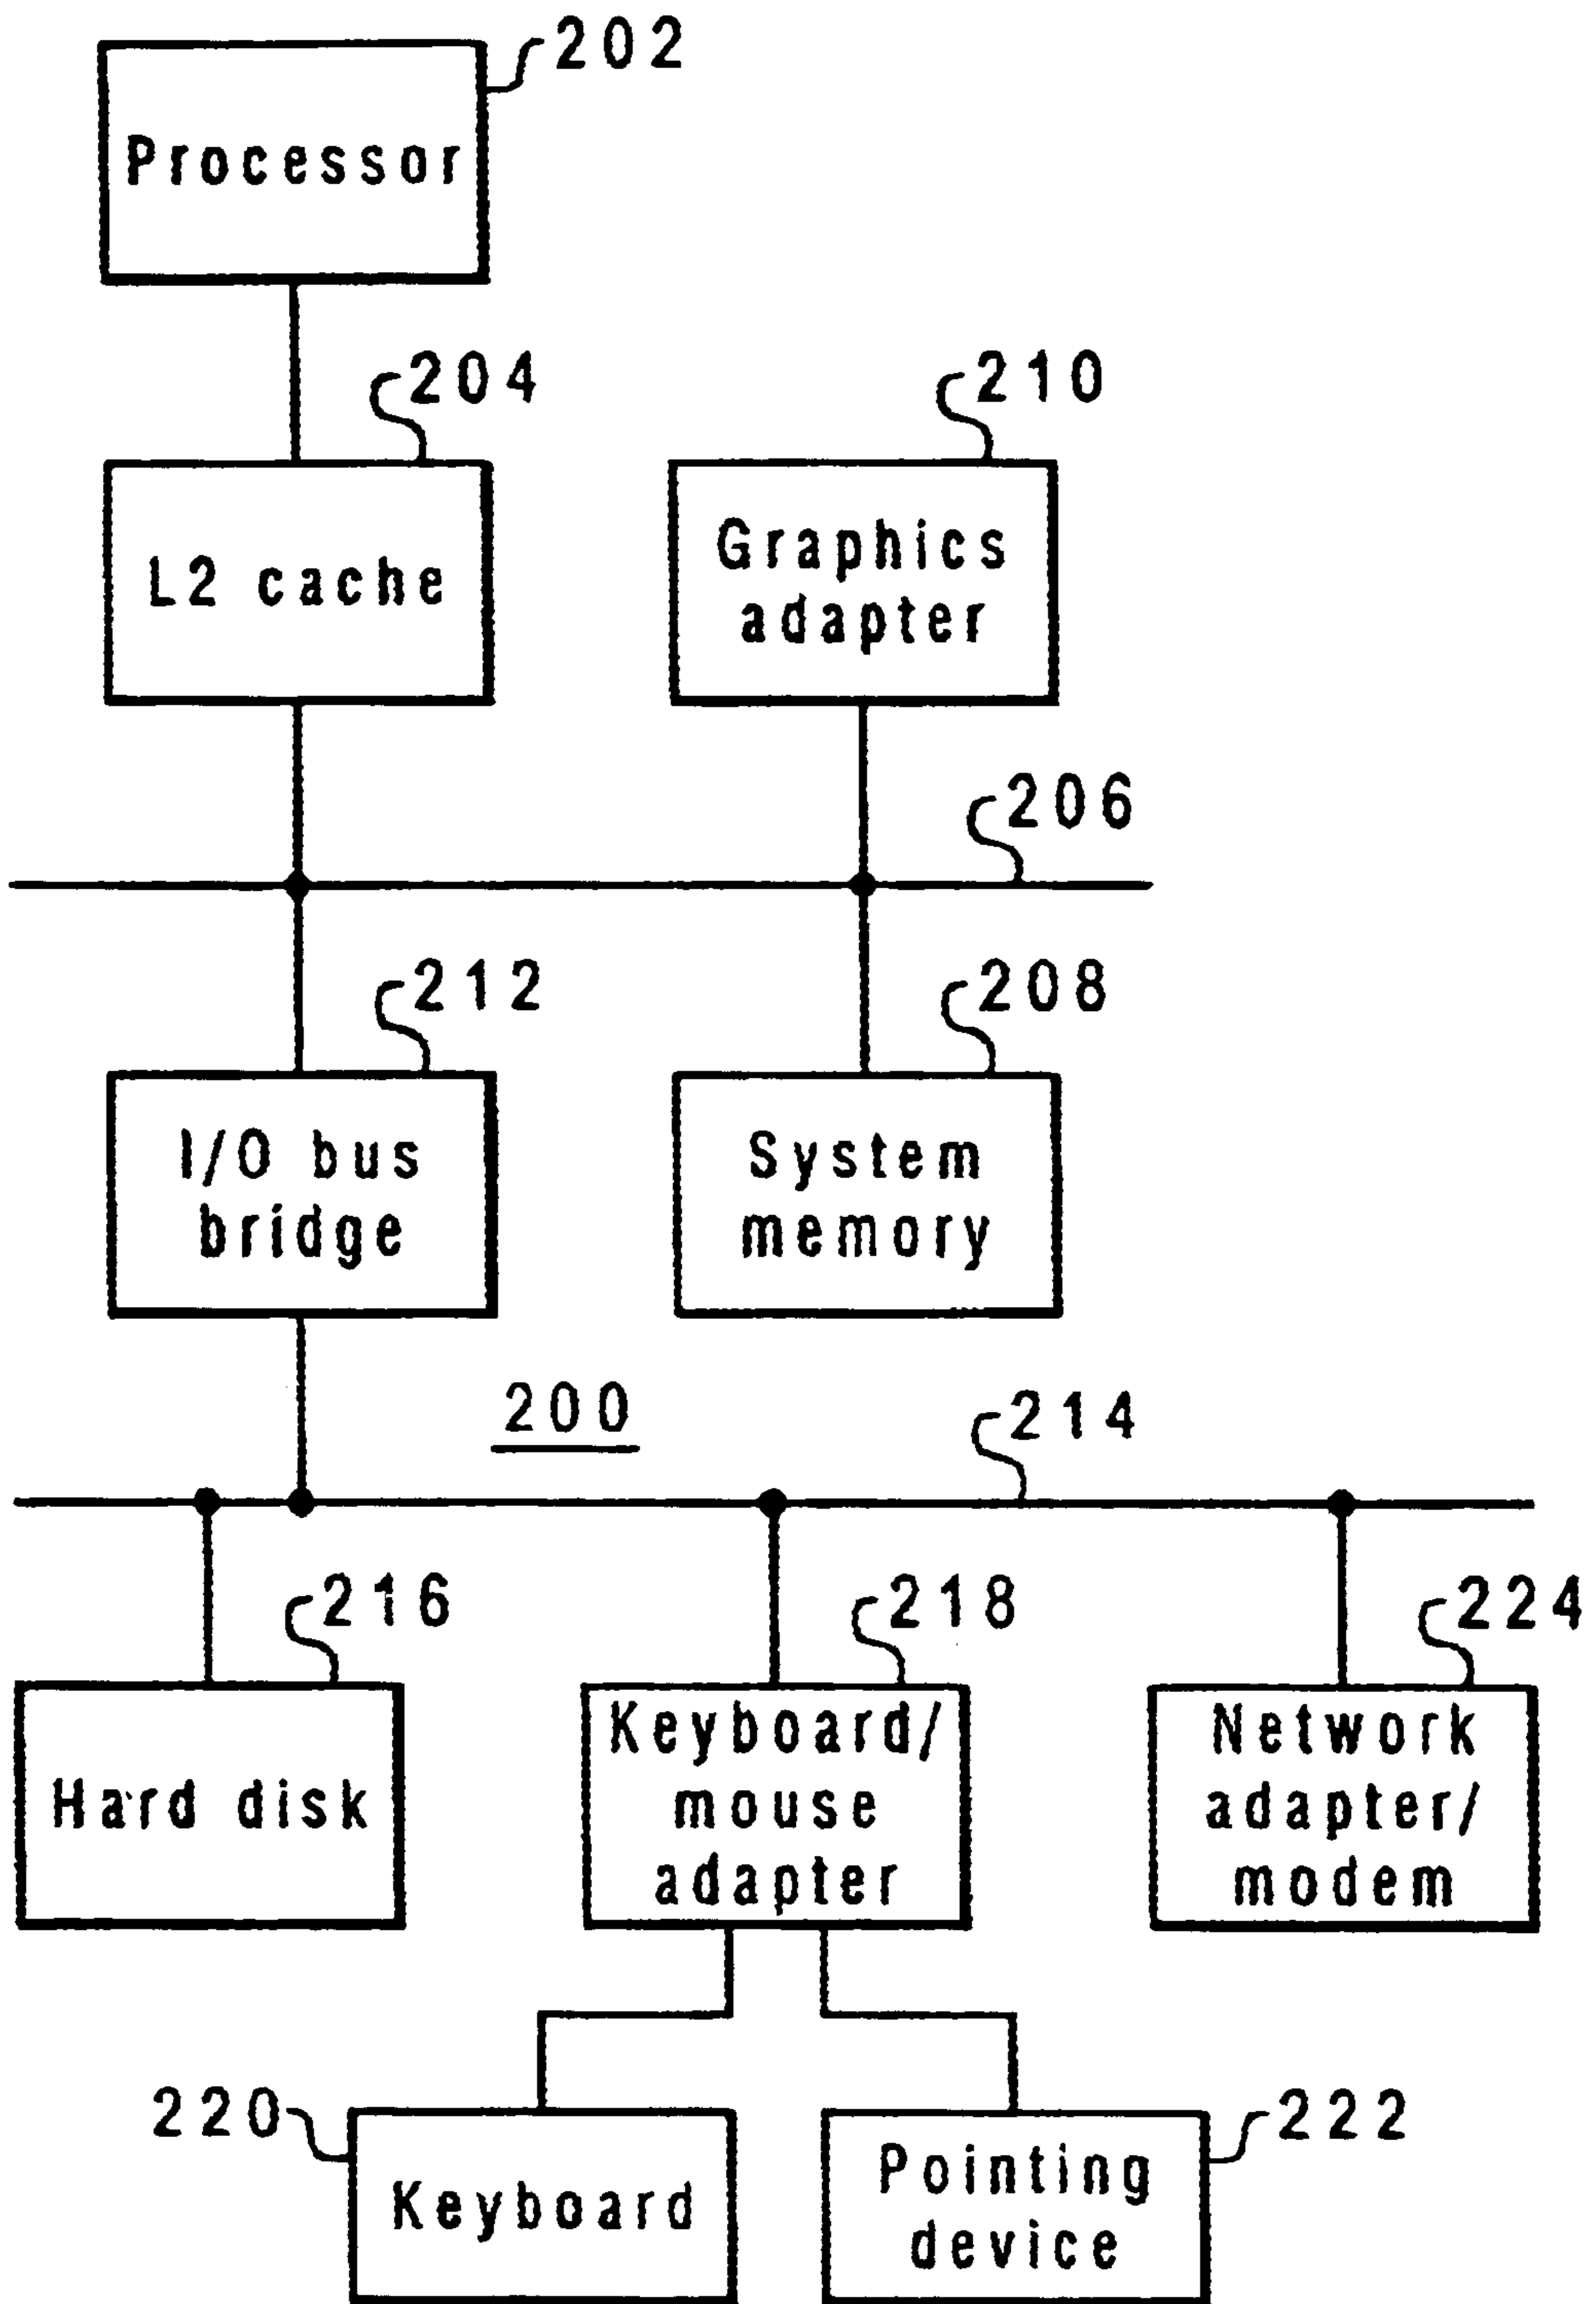 202
Processor
204
210
L2 cache
Graphics
adapter
206
212
208
I/O bus
bridge
System
memory
200
214
216
218
224
Hard disk
Keyboard/
mouse
adapter
Network
adapter/
modem
220
222
Keyboard
Pointing
device